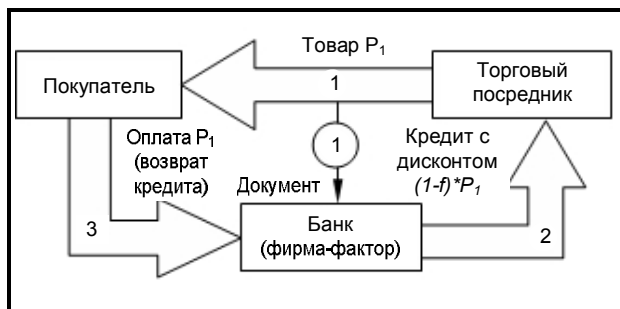 Товар P₁
1
Покупатель
Торговый
посредник
Оплата P₁
(возврат
кредита)
1
Документ
Кредит с
дисконтом
(1-f)*P₁
Банк
(фирма-фактор)
3
2